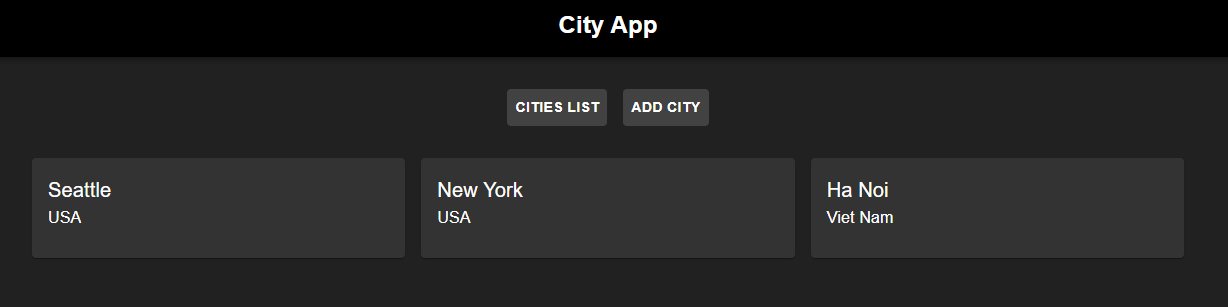 City App
CITIES LIST ADD CITY
Seattle
USA
New York
USA
Ha Noi
Viet Nam